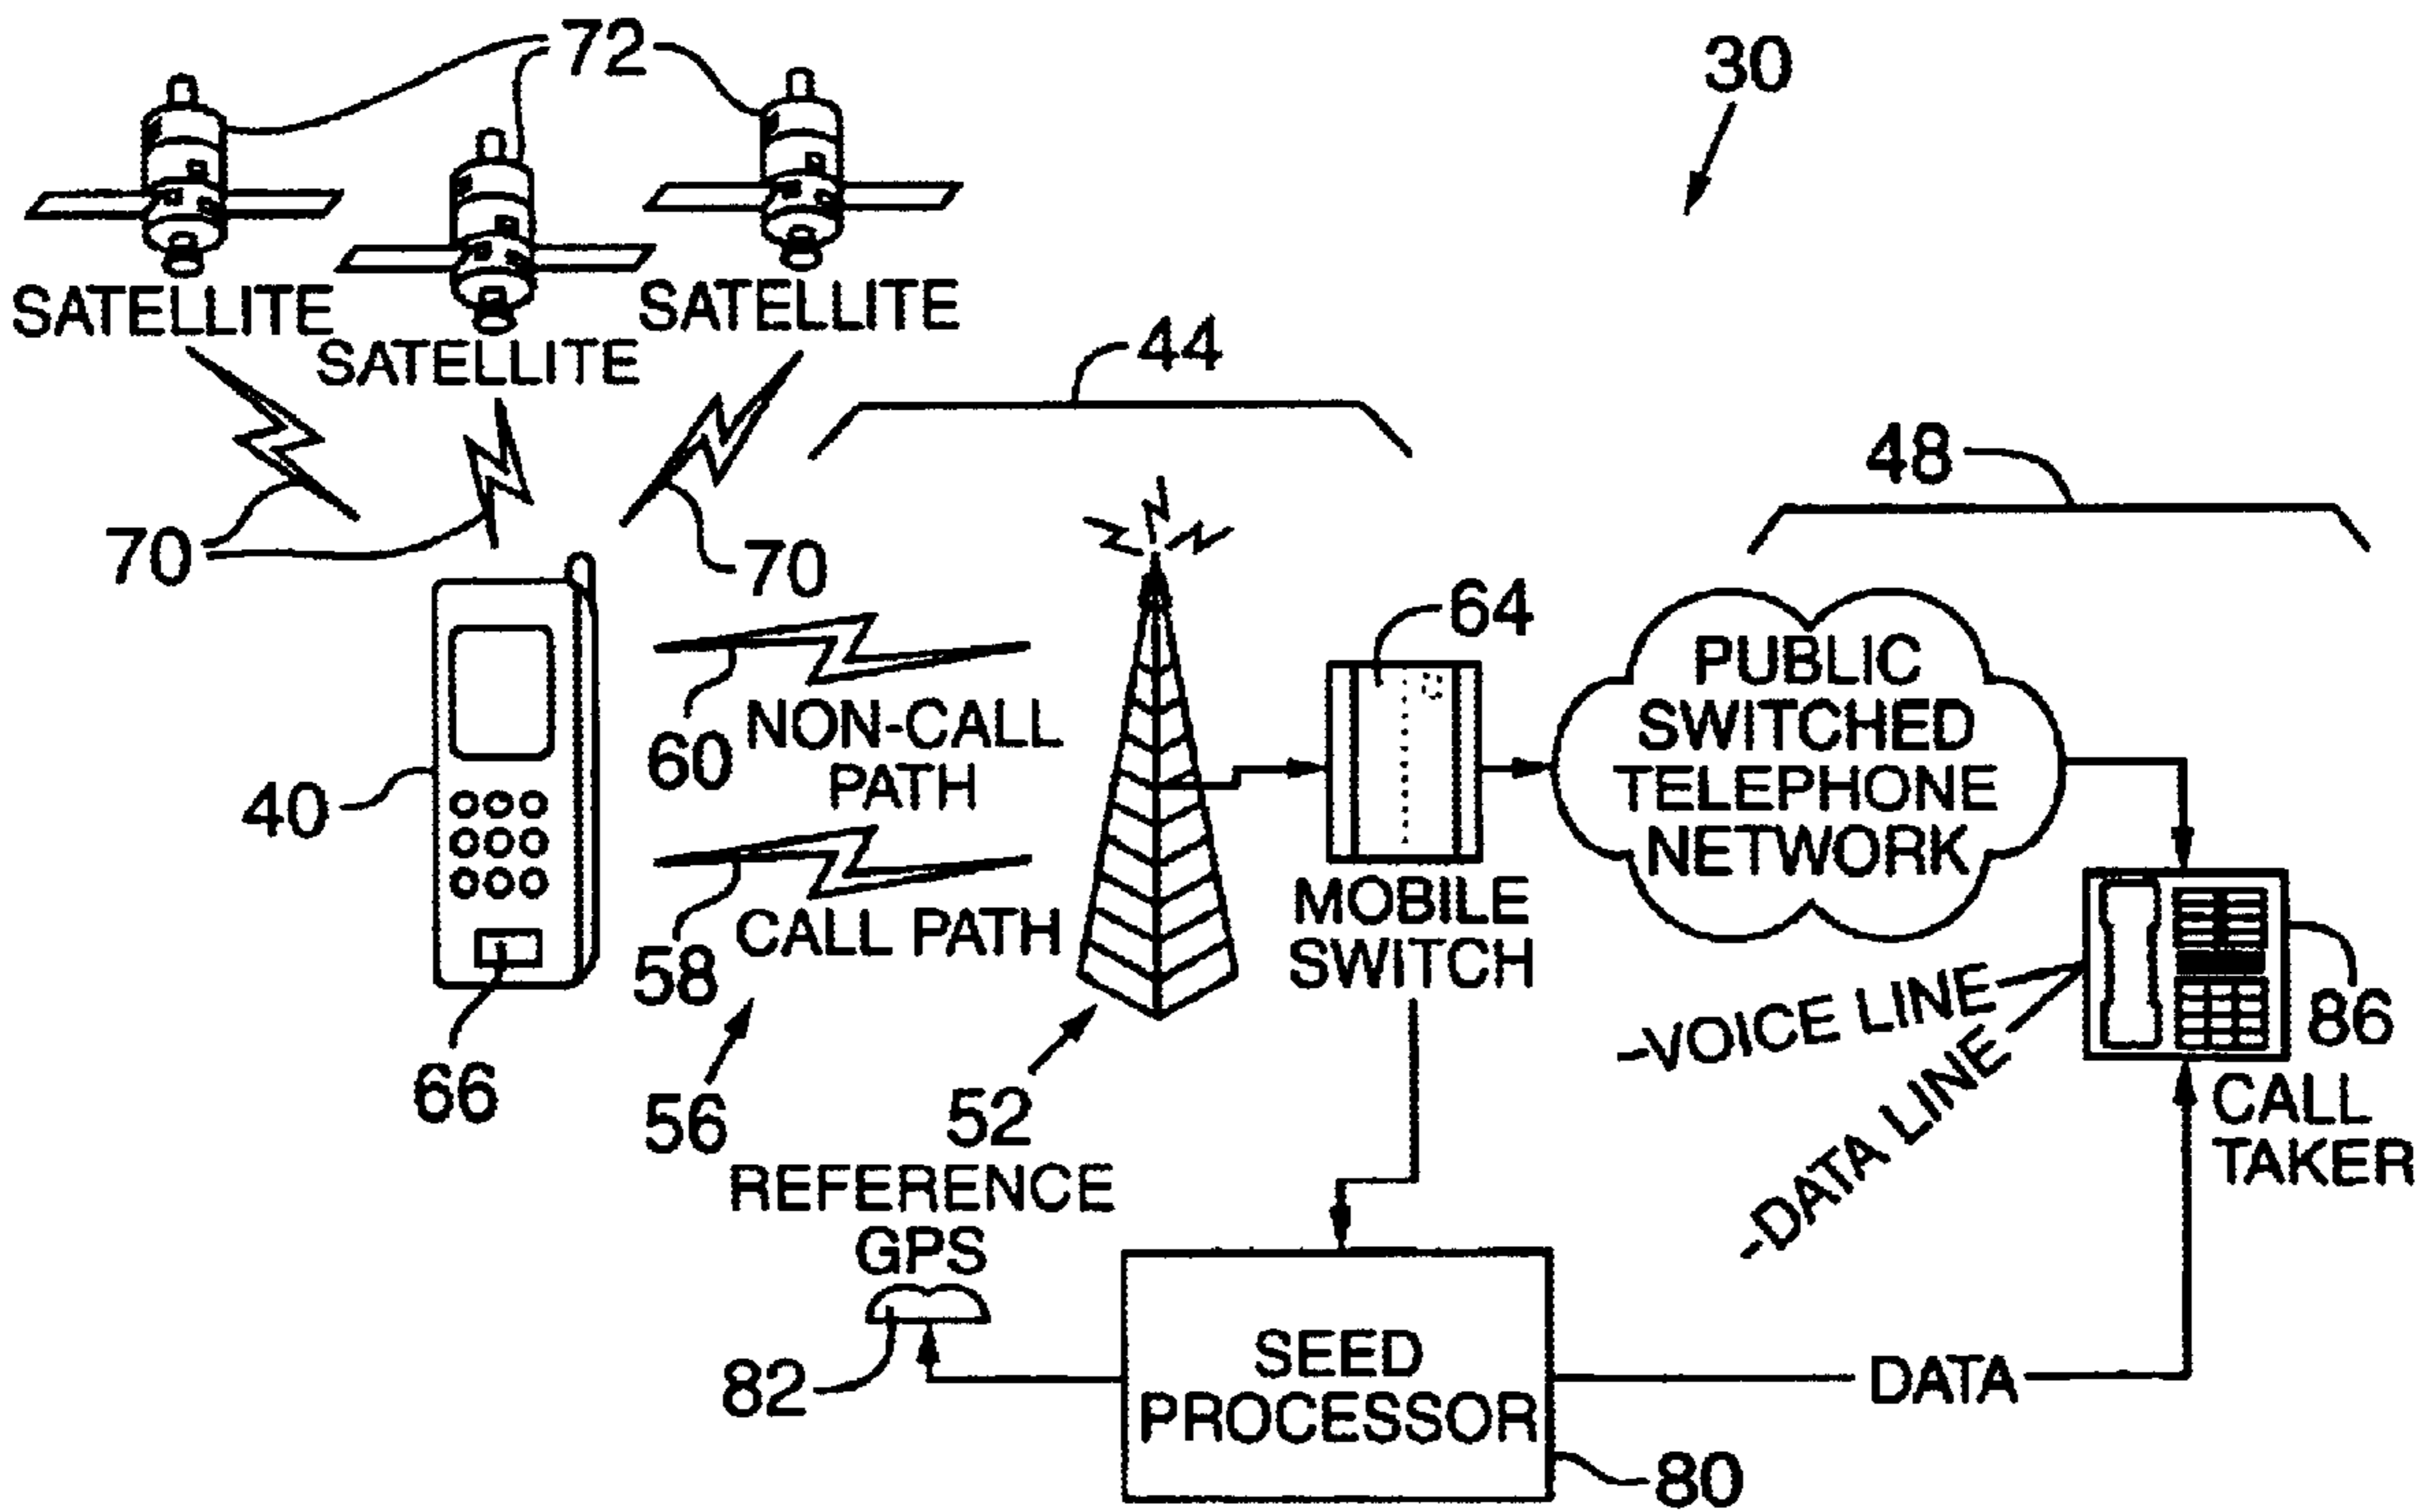 72
30
SATELLITE
SATELLITE
SATELLITE
44
48
70
70
64
PUBLIC
SWITCHED
TELEPHONE
NETWORK
60
NON-CALL
PATH
40
58
CALL PATH
MOBILE
SWITCH
-VOICE LINE
-DATA LINE
86
CALL
TAKER
66
56
52
REFERENCE
GPS
82
SEED
PROCESSOR
DATA
80